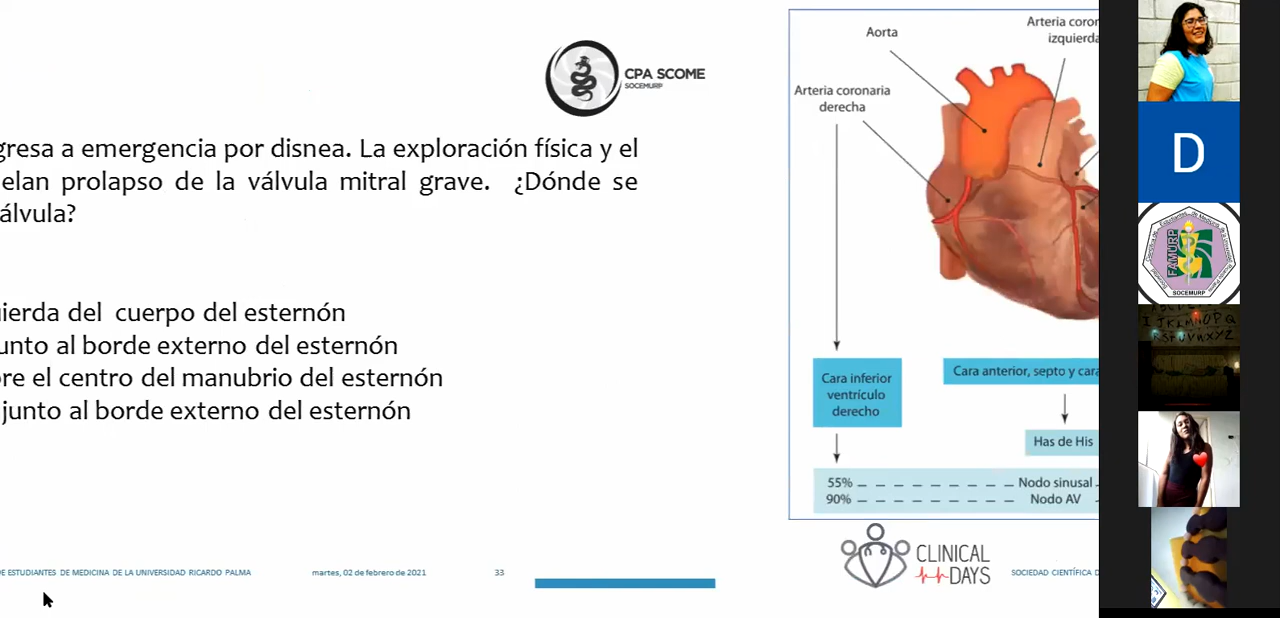 CPA SCOME
SOCEMURP
gresa a emergencia por disnea. La exploración física y el
elan prolapso de la válvula mitral grave. ¿Dónde se
álvula?
uierda del cuerpo del esternón
unto al borde externo del esternón
bre el centro del manubrio del esternón
junto al borde externo del esternón
Aorta
Arteria coror
izquierda
Arteria coronaria
derecha
Cara inferior
ventrículo
derecho
Cara anterior, septo y cara
Has de His
55% Nodo sinusal
90% Nodo AV
DE ESTUDIANTES DE MEDICINA DE LA UNIVERSIDAD RICARDO PALMA
martes, 02 de febrero de 2021
33
CLINICAL
DAYS
SOCIEDAD CIENTÍFICA D
D
FAMURP
SOCEMURP